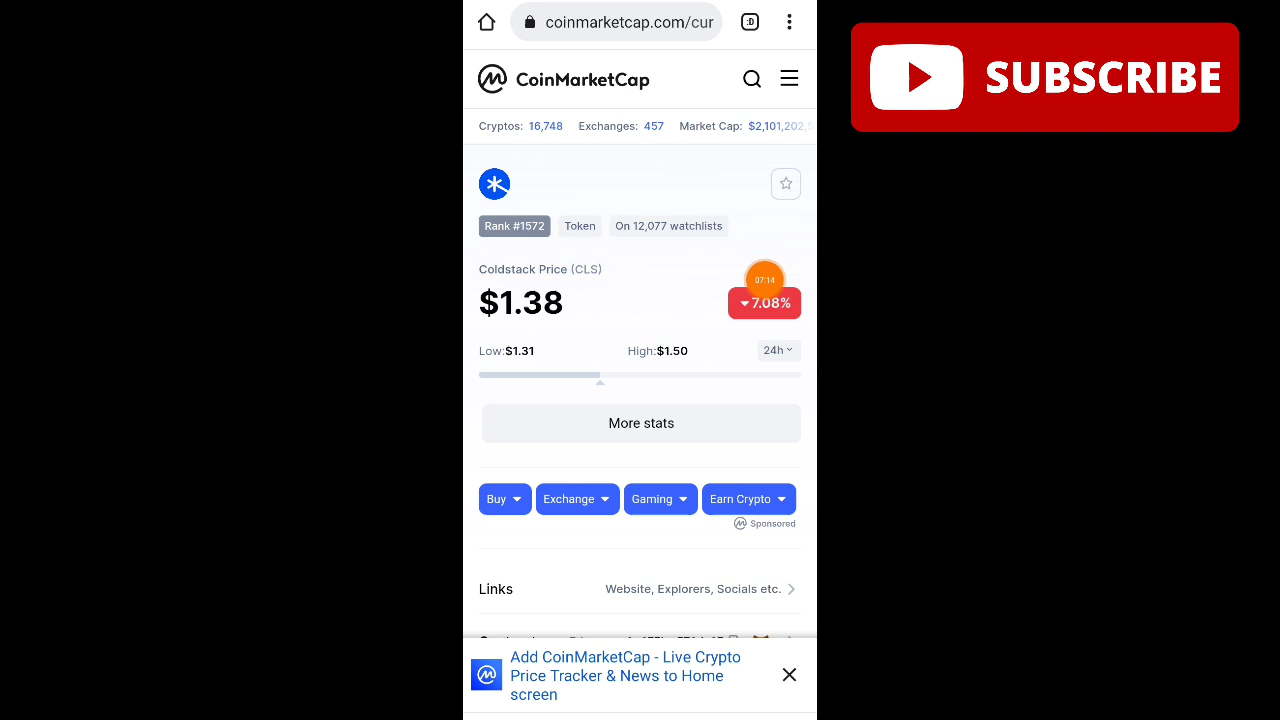 coinmarketcap.com/cur
:D
SUBSCRIBE
CoinMarketCap
Cryptos: 16,748 Exchanges: 457 Market Cap: $2,101,202,5
Rank #1572 Token On 12,077 watchlists
Coldstack Price (CLS)
07:14
$1.38 7.08%
Low:$1.31 High:$1.50 24h
More stats
Buy Exchange Gaming Earn Crypto
Sponsored
Links Website, Explorers, Socials etc.
Add CoinMarketCap - Live Crypto
Price Tracker & News to Home
screen